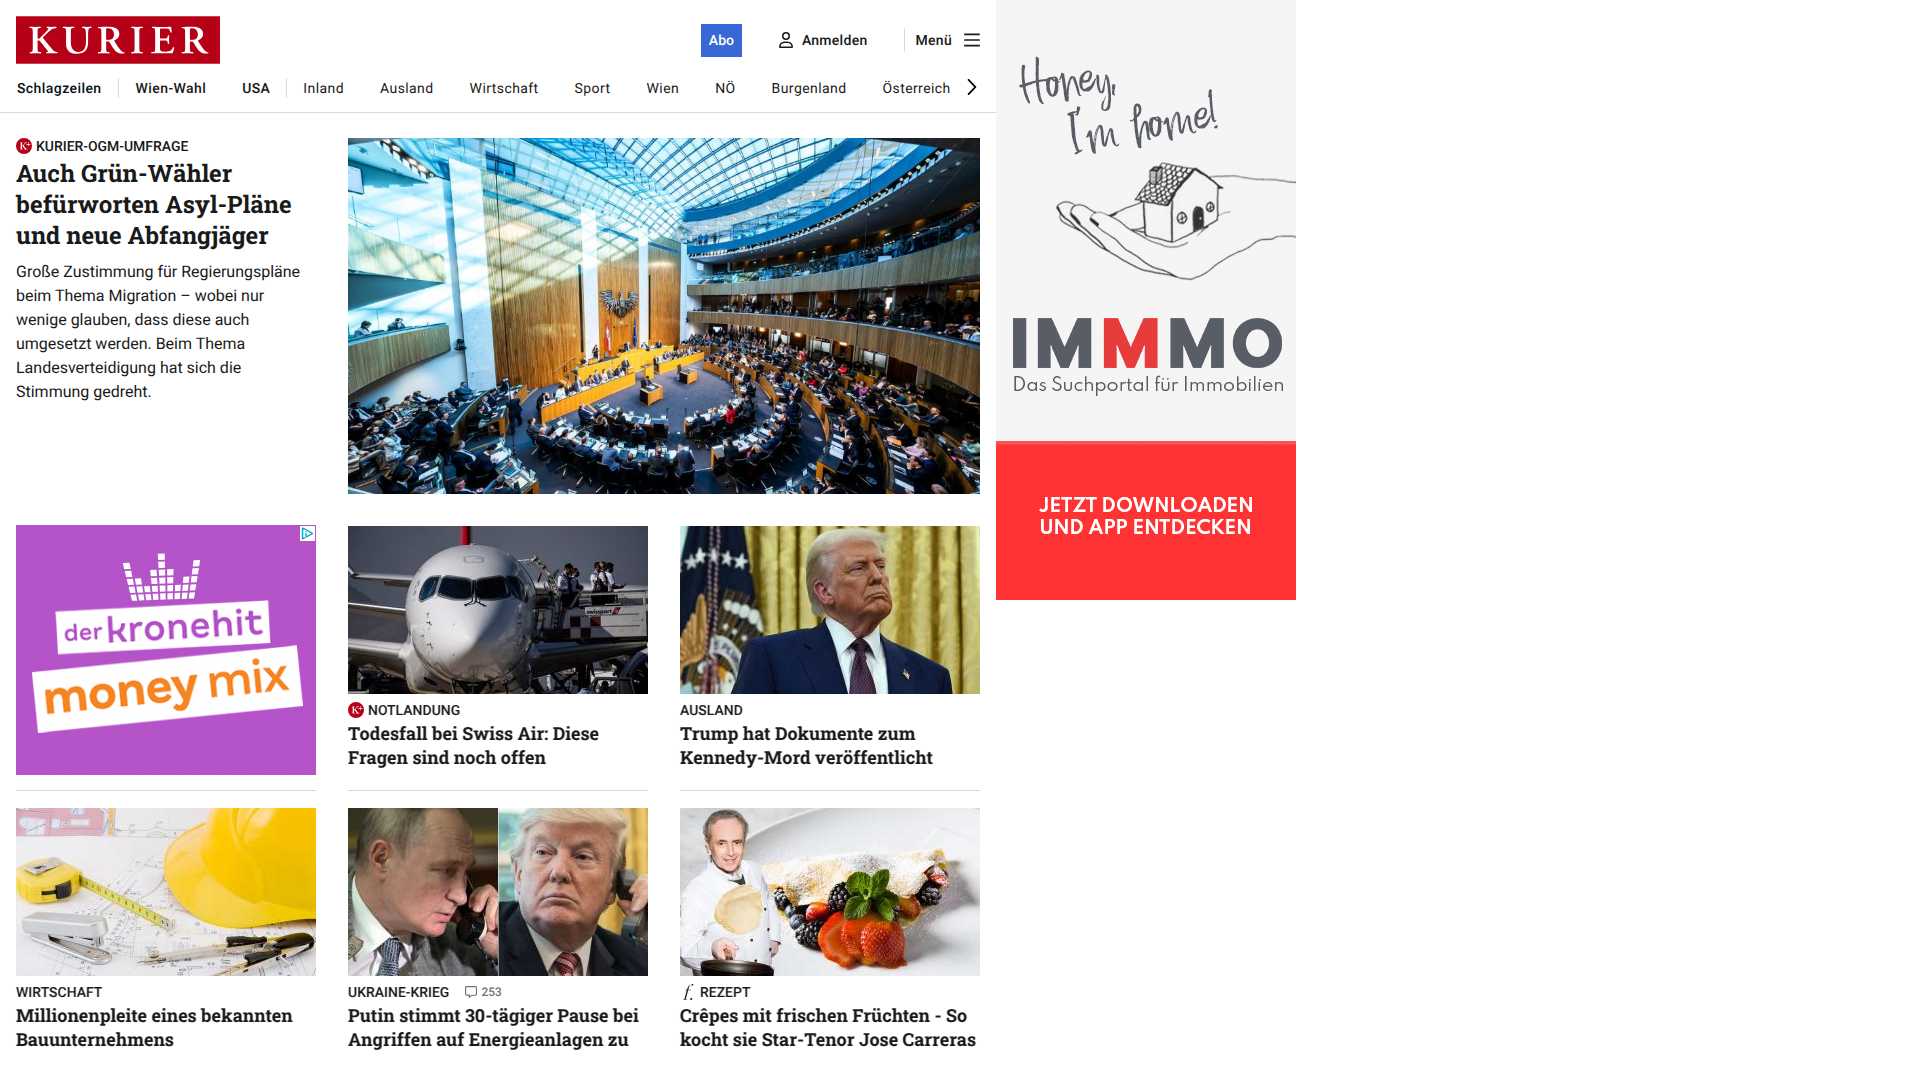 KURIER
Abo
Anmelden
Menü
Schlagzeilen
Wien-Wahl
USA
Inland
Ausland
Wirtschaft
Sport
Wien
NÖ
Burgenland
Österreich
KURIER-OGM-UMFRAGE
Auch Grün-Wähler
befürworten Asyl-Pläne
und neue Abfangjäger
Große Zustimmung für Regierungspläne
beim Thema Migration – wobei nur
wenige glauben, dass diese auch
umgesetzt werden. Beim Thema
Landesverteidigung hat sich die
Stimmung gedreht.
der kronehit
money mix
swissport
NOTLANDUNG
Todesfall bei Swiss Air: Diese
Fragen sind noch offen
AUSLAND
Trump hat Dokumente zum
Kennedy-Mord veröffentlicht
WIRTSCHAFT
Millionenpleite eines bekannten
Bauunternehmens
UKRAINE-KRIEG 253
Putin stimmt 30-tägiger Pause bei
Angriffen auf Energieanlagen zu
f. REZEPT
Crêpes mit frischen Früchten - So
kocht sie Star-Tenor Jose Carreras
Honey,
I'm home!
IMMMO
Das Suchportal für Immobilien
JETZT DOWNLOADEN
UND APP ENTDECKEN